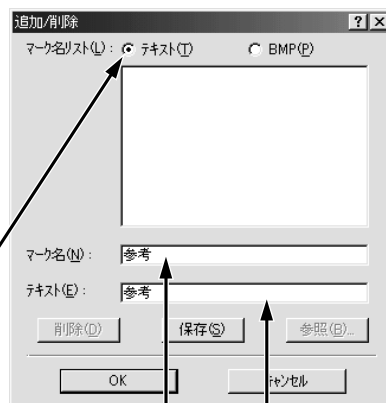 追加/削除 ? ×
マーク名リスト(L): テキスト(T) BMP(P)
マーク名(N): 参考
テキスト(E): 参考
削除(D) 保存(S) 参照(B)...
OK キャンセル